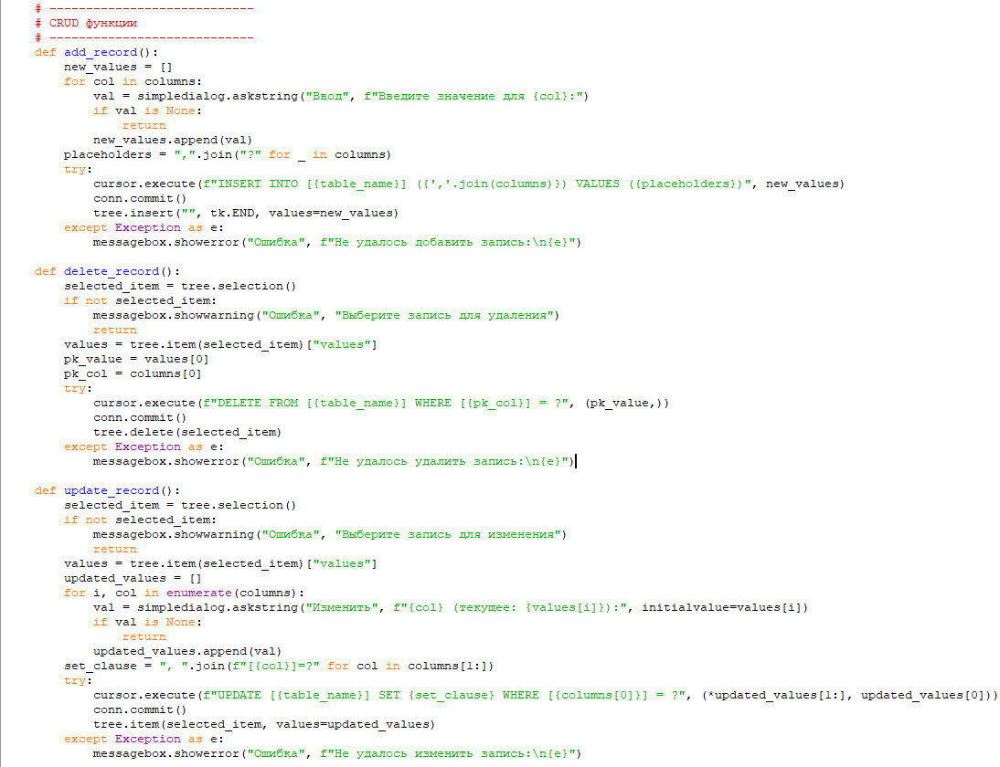 # ----------------------------
# CRUD функции
# ----------------------------
def add_record():
    new_values = []
    for col in columns:
        val = simpledialog.askstring("Ввод", f"Введите значение для {col}:")
        if val is None:
            return
        new_values.append(val)
    placeholders = ",".join("?" for _ in columns)
    try:
        cursor.execute(f"INSERT INTO [{table_name}] ({','.join(columns)}) VALUES ({placeholders})", new_values)
        conn.commit()
        tree.insert("", tk.END, values=new_values)
    except Exception as e:
        messagebox.showerror("Ошибка", f"Не удалось добавить запись:\n{e}")

def delete_record():
    selected_item = tree.selection()
    if not selected_item:
        messagebox.showwarning("Ошибка", "Выберите запись для удаления")
        return
    values = tree.item(selected_item)["values"]
    pk_value = values[0]
    pk_col = columns[0]
    try:
        cursor.execute(f"DELETE FROM [{table_name}] WHERE [{pk_col}] = ?", (pk_value,))
        conn.commit()
        tree.delete(selected_item)
    except Exception as e:
        messagebox.showerror("Ошибка", f"Не удалось удалить запись:\n{e}")

def update_record():
    selected_item = tree.selection()
    if not selected_item:
        messagebox.showwarning("Ошибка", "Выберите запись для изменения")
        return
    values = tree.item(selected_item)["values"]
    updated_values = []
    for i, col in enumerate(columns):
        val = simpledialog.askstring("Изменить", f"{col} (текущее: {values[i]}):", initialvalue=values[i])
        if val is None:
            return
        updated_values.append(val)
    set_clause = ", ".join(f"[{col}]=?" for col in columns[1:])
    try:
        cursor.execute(f"UPDATE [{table_name}] SET {set_clause} WHERE [{columns[0]}] = ?", (*updated_values[1:], updated_values[0]))
        conn.commit()
        tree.item(selected_item, values=updated_values)
    except Exception as e:
        messagebox.showerror("Ошибка", f"Не удалось изменить запись:\n{e}")